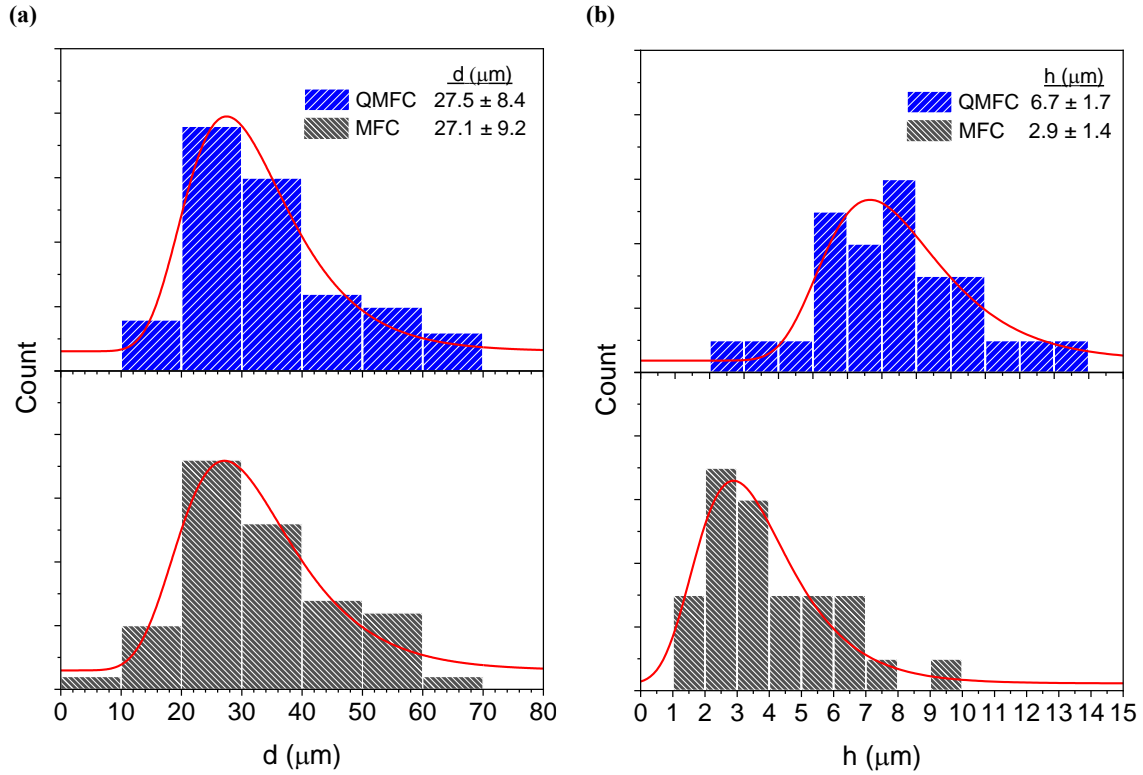 (a)
d (μm)
QMFC 27.5 ± 8.4
MFC 27.1 ± 9.2
Count
0 10 20 30 40 50 60 70 80
d (μm)
(b)
h (μm)
QMFC 6.7 ± 1.7
MFC 2.9 ± 1.4
Count
0 1 2 3 4 5 6 7 8 9 10 11 12 13 14 15
h (μm)